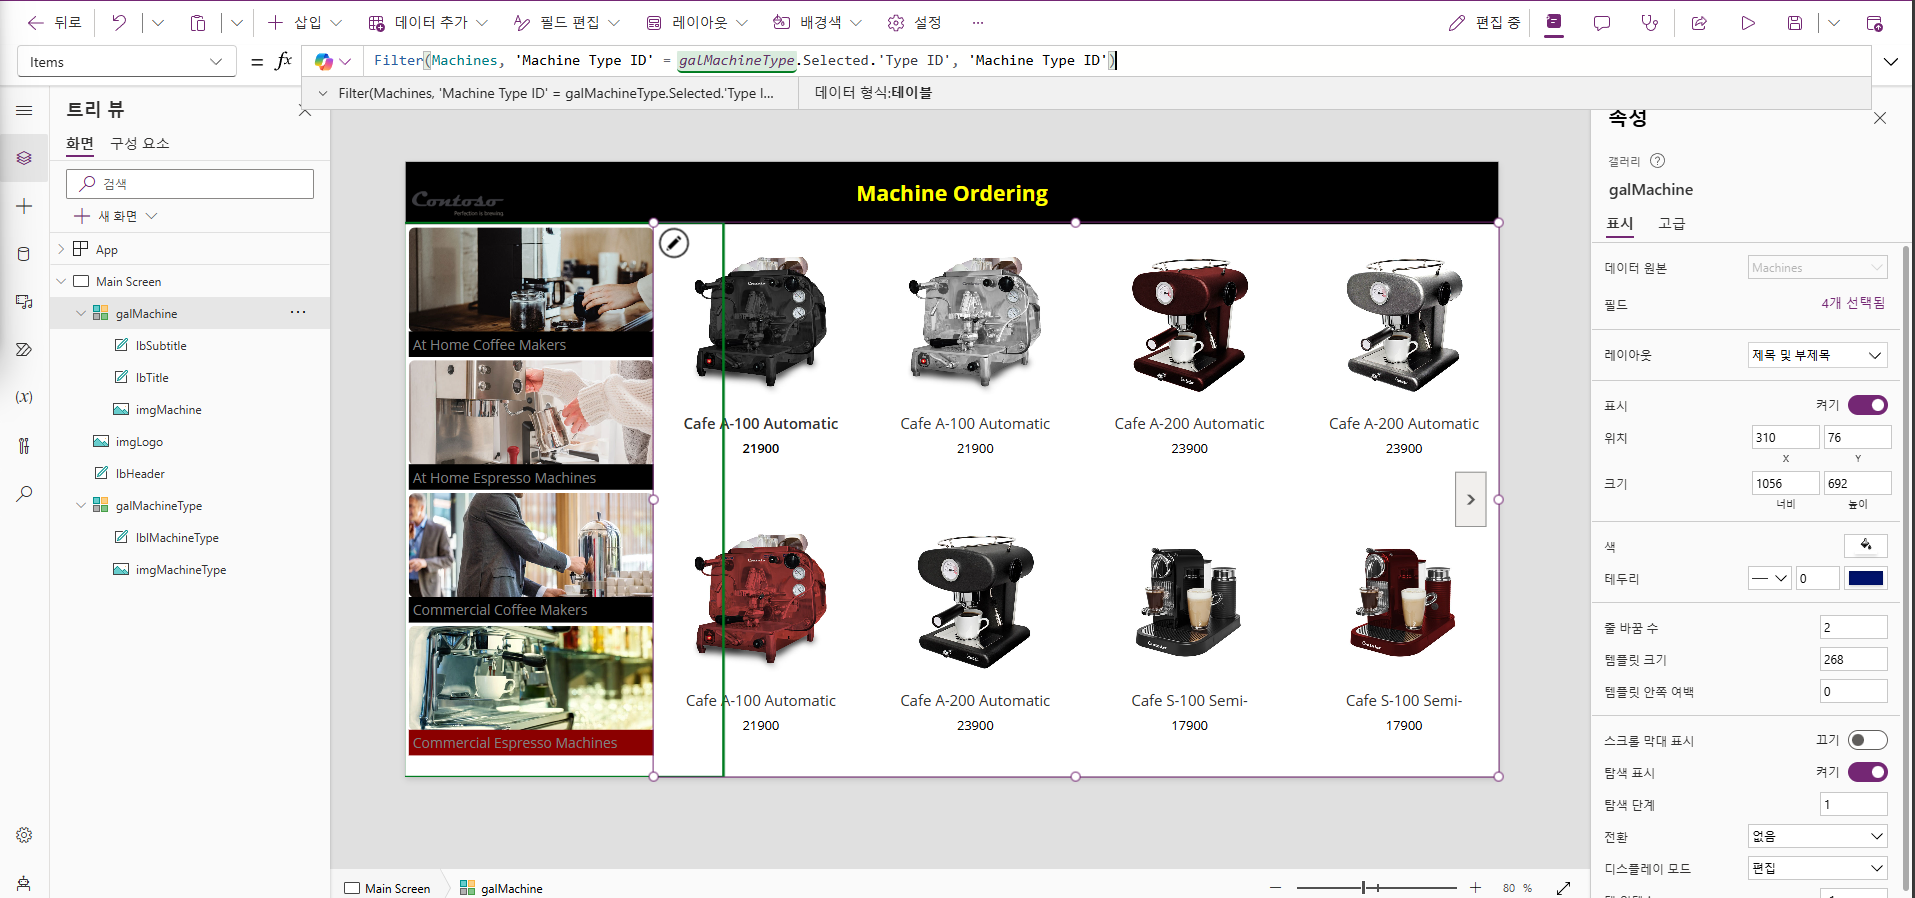 뒤로
삽입
데이터 추가
필드 편집
레이아웃
배경색
설정
편집 중
Items
= fx
Filter(Machines, 'Machine Type ID' = galMachineType.Selected.'Type ID', 'Machine Type ID')
Filter(Machines, 'Machine Type ID' = galMachineType.Selected.'Type I...
데이터 형식:테이블
트리 뷰
화면
구성 요소
검색
새 화면
App
Main Screen
galMachine
lbSubtitle
lbTitle
imgMachine
imgLogo
lbHeader
galMachineType
lblMachineType
imgMachineType
Contoso
Perfection is brewing.
Machine Ordering
At Home Coffee Makers
At Home Espresso Machines
Commercial Coffee Makers
Commercial Espresso Machines
Cafe A-100 Automatic
21900
Cafe A-100 Automatic
21900
Cafe A-200 Automatic
23900
Cafe A-200 Automatic
23900
Cafe A-100 Automatic
21900
Cafe A-200 Automatic
23900
Cafe S-100 Semi-
17900
Cafe S-100 Semi-
17900
Main Screen
galMachine
80 %
속성
갤러리
galMachine
표시
고급
데이터 원본
Machines
필드
4개 선택됨
레이아웃
제목 및 부제목
표시
켜기
위치
310
76
X
Y
크기
1056
692
너비
높이
색
테두리
0
줄 바꿈 수
2
템플릿 크기
268
템플릿 안쪽 여백
0
스크롤 막대 표시
끄기
탐색 표시
켜기
탐색 단계
1
전환
없음
디스플레이 모드
편집